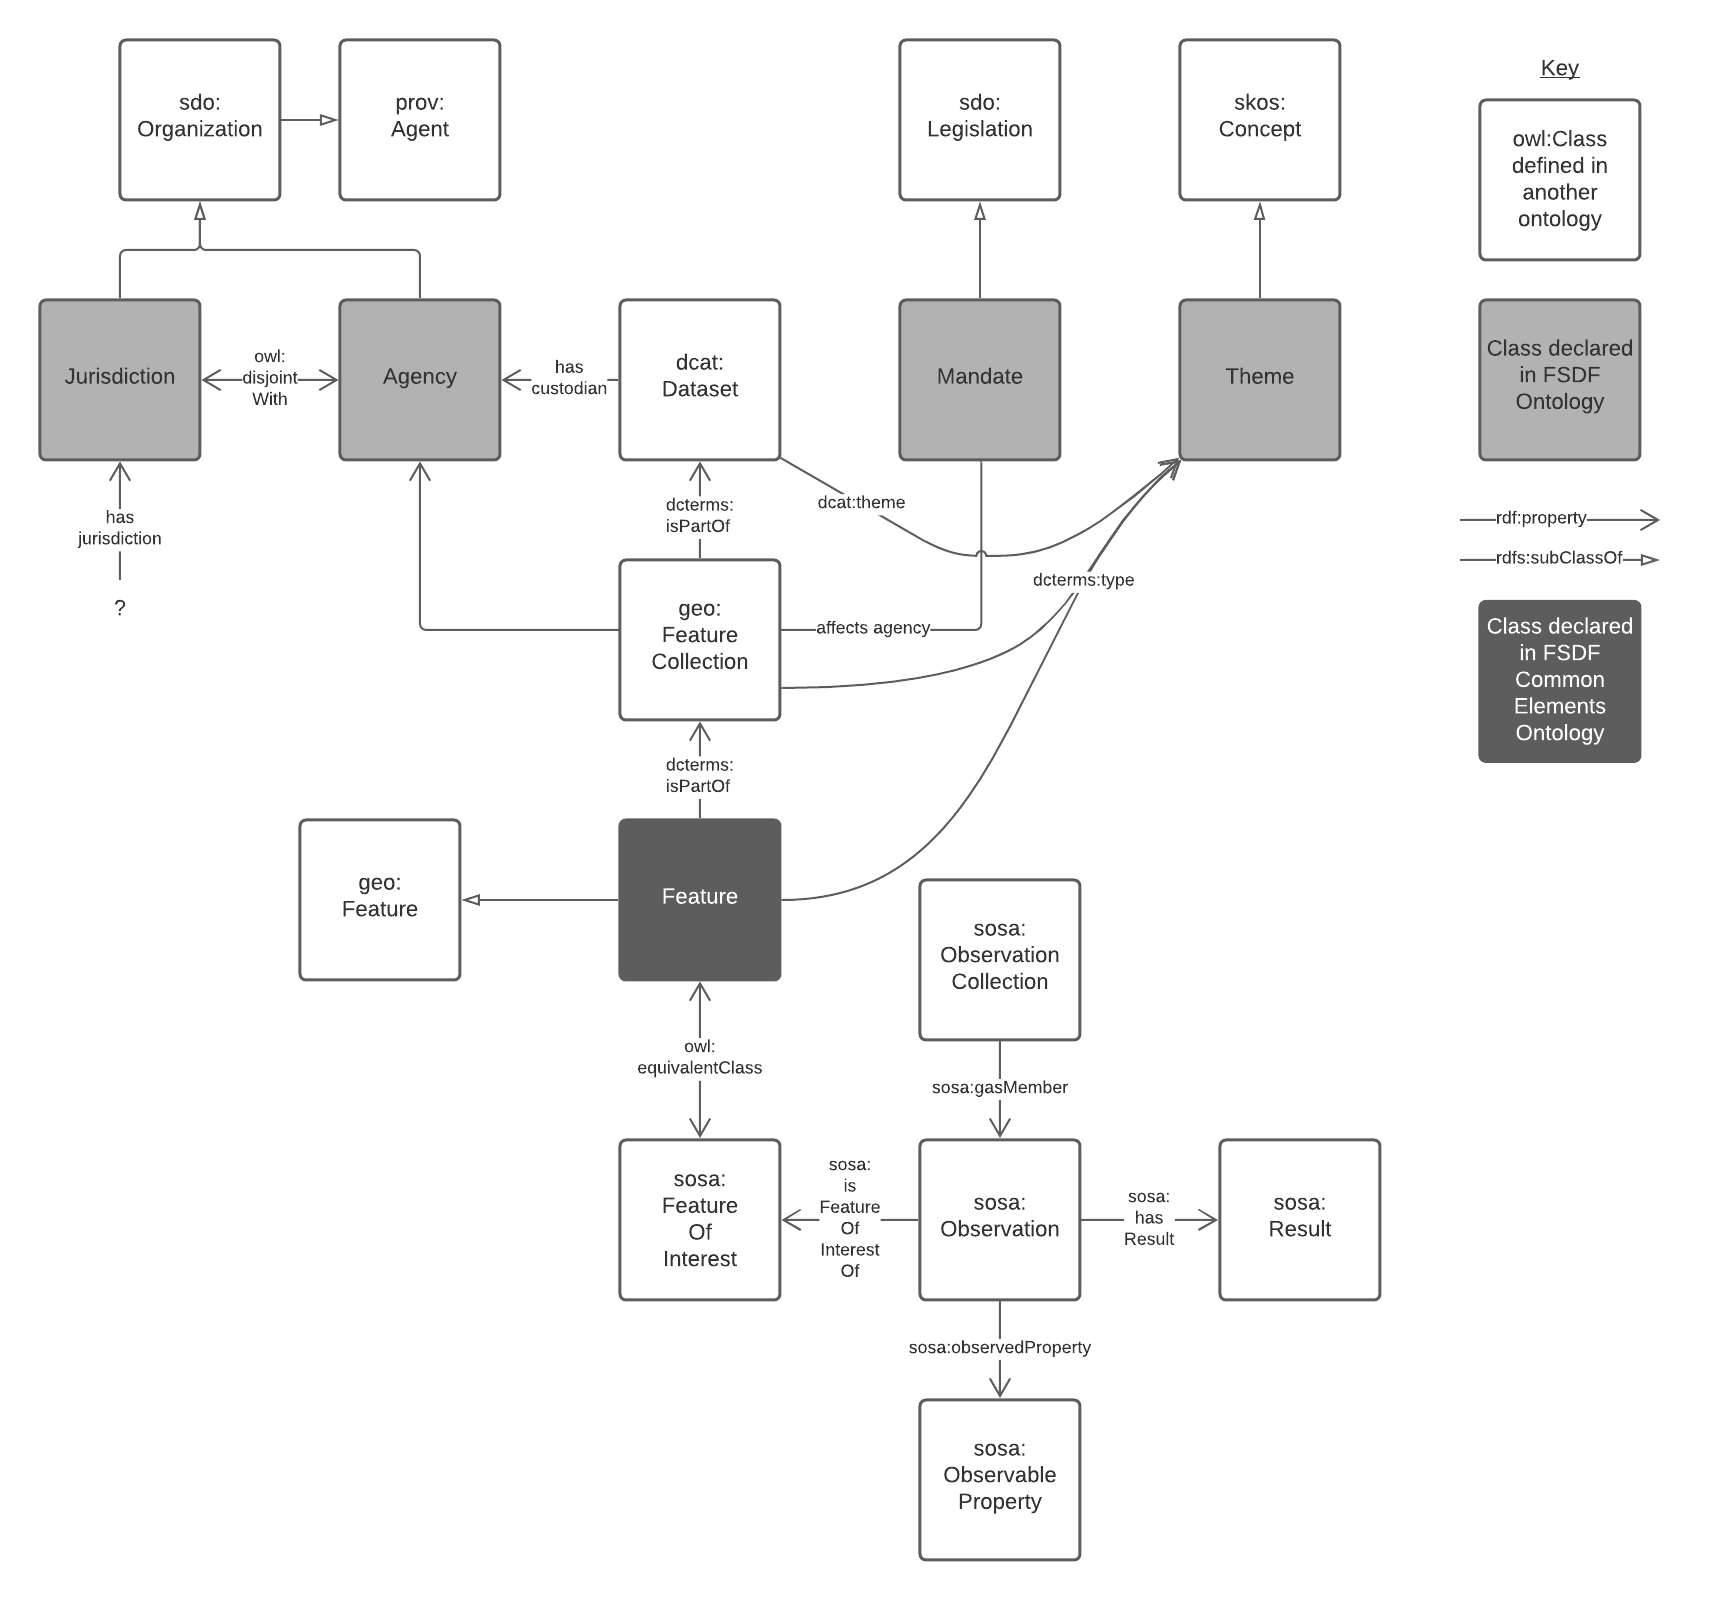 sdo:
Organization
prov:
Agent
sdo:
Legislation
skos:
Concept
Key
owl:Class
defined in
another
ontology
Jurisdiction
owl:
disjoint
With
Agency
has
custodian
dcat:
Dataset
Mandate
Theme
Class declared
in FSDF
Ontology
has
jurisdiction
?
dcterms:
isPartOf
dcat:theme
rdf:property
rdfs:subClassOf
geo:
Feature
Collection
affects agency
dcterms:type
Class declared
in FSDF
Common
Elements
Ontology
dcterms:
isPartOf
geo:
Feature
Feature
sosa:
Observation
Collection
owl:
equivalentClass
sosa:gasMember
sosa:
Feature
Of
Interest
sosa:
is
Feature
Of
Interest
Of
sosa:
Observation
sosa:
has
Result
sosa:
Result
sosa:observedProperty
sosa:
Observable
Property